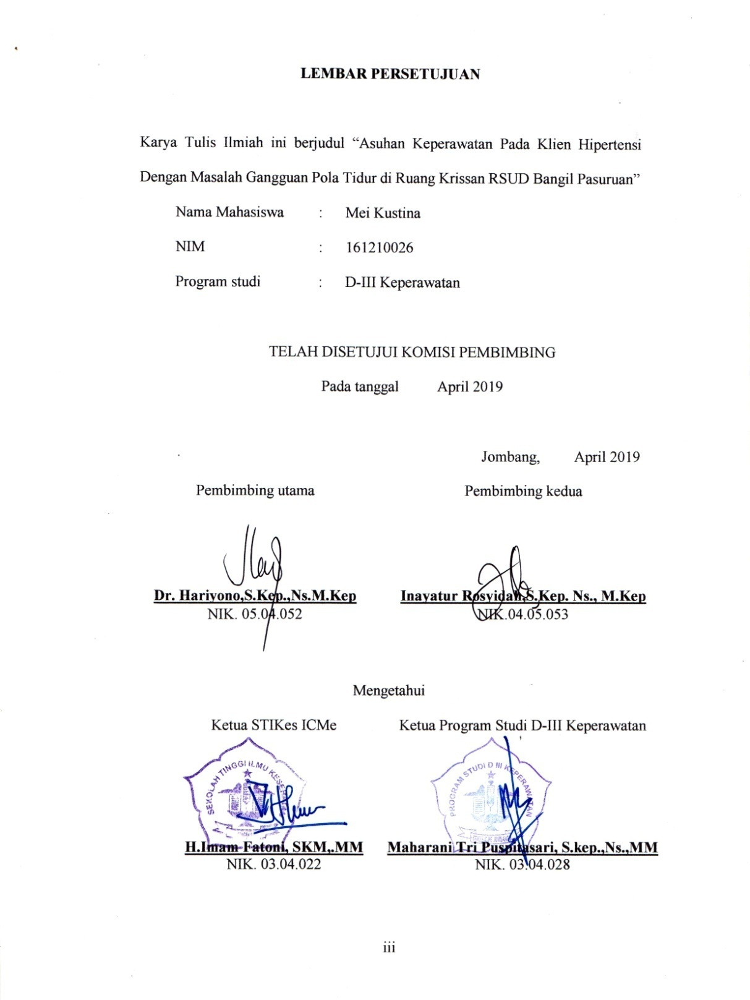 LEMBAR PERSETUJUAN
Karya Tulis Ilmiah ini berjudul “Asuhan Keperawatan Pada Klien Hipertensi
Dengan Masalah Gangguan Pola Tidur di Ruang Krissan RSUD Bangil Pasuruan”
Nama Mahasiswa : Mei Kustina
NIM : 161210026
Program studi : D-III Keperawatan
TELAH DISETUJUI KOMISI PEMBIMBING
Pada tanggal April 2019
Jombang, April 2019
Pembimbing utama Pembimbing kedua
Dr. Hariyono,S.Kep.,Ns.M.Kep Inayatur Rosyidah,S.Kep. Ns., M.Kep
NIK. 05.04.052 NIK.04.05.053
Mengetahui
Ketua STIKes ICMe Ketua Program Studi D-III Keperawatan
SEKOLAH TINGGI ILMU PROGRAM STUDI D III KEPERAWATAN
H.Imam Fatoni, SKM,.MM Maharani Tri Puspitasari, S.kep.,Ns.,MM
NIK. 03.04.022 NIK. 03.04.028
iii